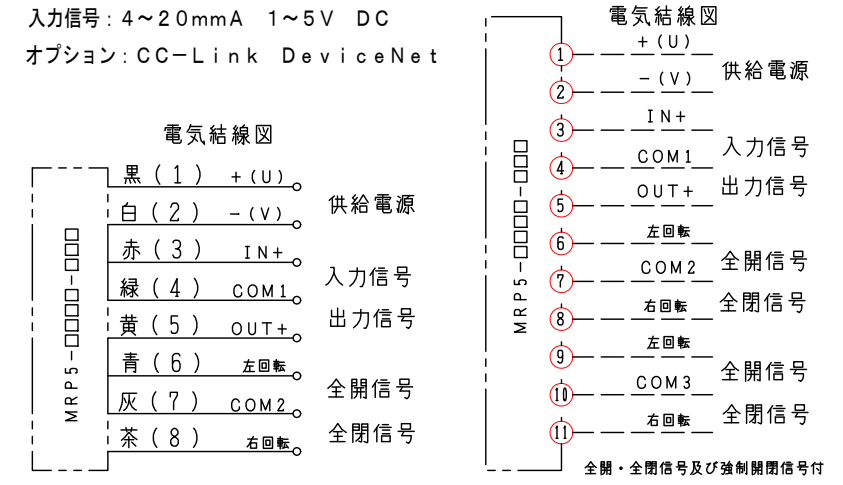 入力信号：4～20mmA　1～5V　DC
オプション：CC－Link　DeviceNet
電気結線図
黒（1）　＋(U)
白（2）　－(V)
供給電源
赤（3）　IN+
緑（4）　COM1
入力信号
黄（5）　OUT+
出力信号
青（6）　左回転
灰（7）　COM2
全開信号
茶（8）　右回転
全閉信号
MRP5-□□□□-□□□
電気結線図
① ＋(U)
② －(V)
供給電源
③ IN+
④ COM1
入力信号
⑤ OUT+
出力信号
⑥ 左回転
⑦ COM2
全開信号
⑧ 右回転
全閉信号
⑨ 左回転
⑩ COM3
全開信号
⑪ 右回転
全閉信号
MRP5-□□□□-□□□
全開・全閉信号及び強制開閉信号付